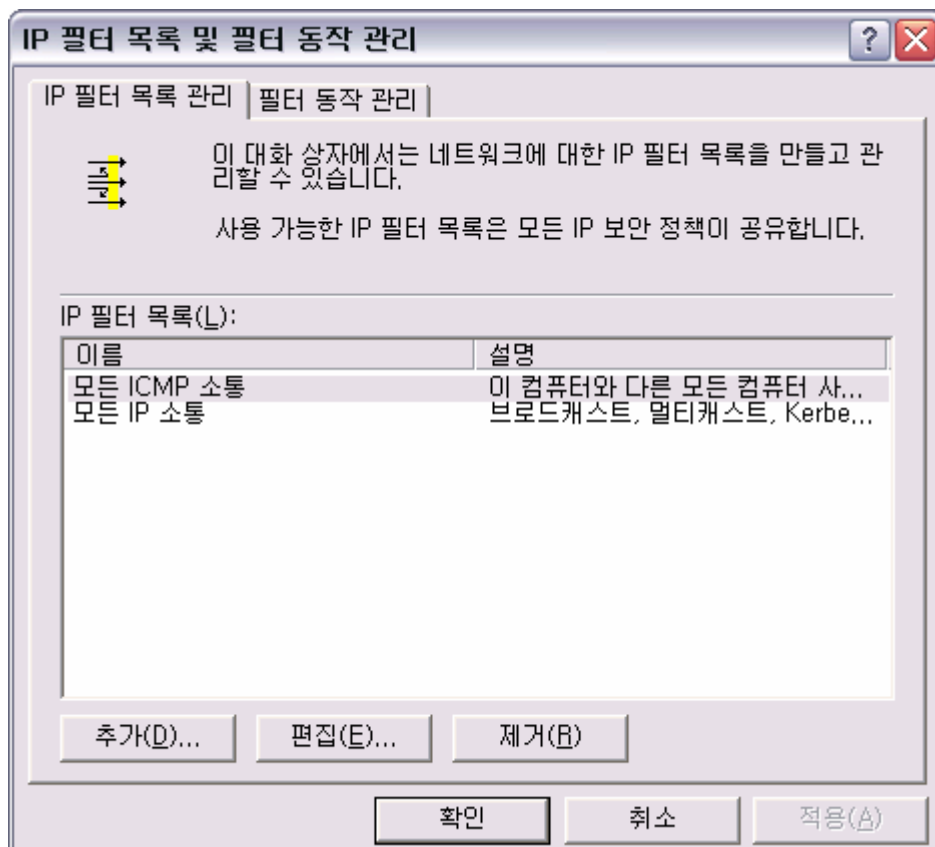 IP 필터 목록 및 필터 동작 관리
IP 필터 목록 관리 필터 동작 관리
이 대화 상자에서는 네트워크에 대한 IP 필터 목록을 만들고 관
리할 수 있습니다.
사용 가능한 IP 필터 목록은 모든 IP 보안 정책이 공유합니다.
IP 필터 목록(L):
이름 설명
모든 ICMP 소통 이 컴퓨터와 다른 모든 컴퓨터 사...
모든 IP 소통 브로드캐스트, 멀티캐스트, Kerbe...
추가(D)... 편집(E)... 제거(R)
확인 취소 적용(A)